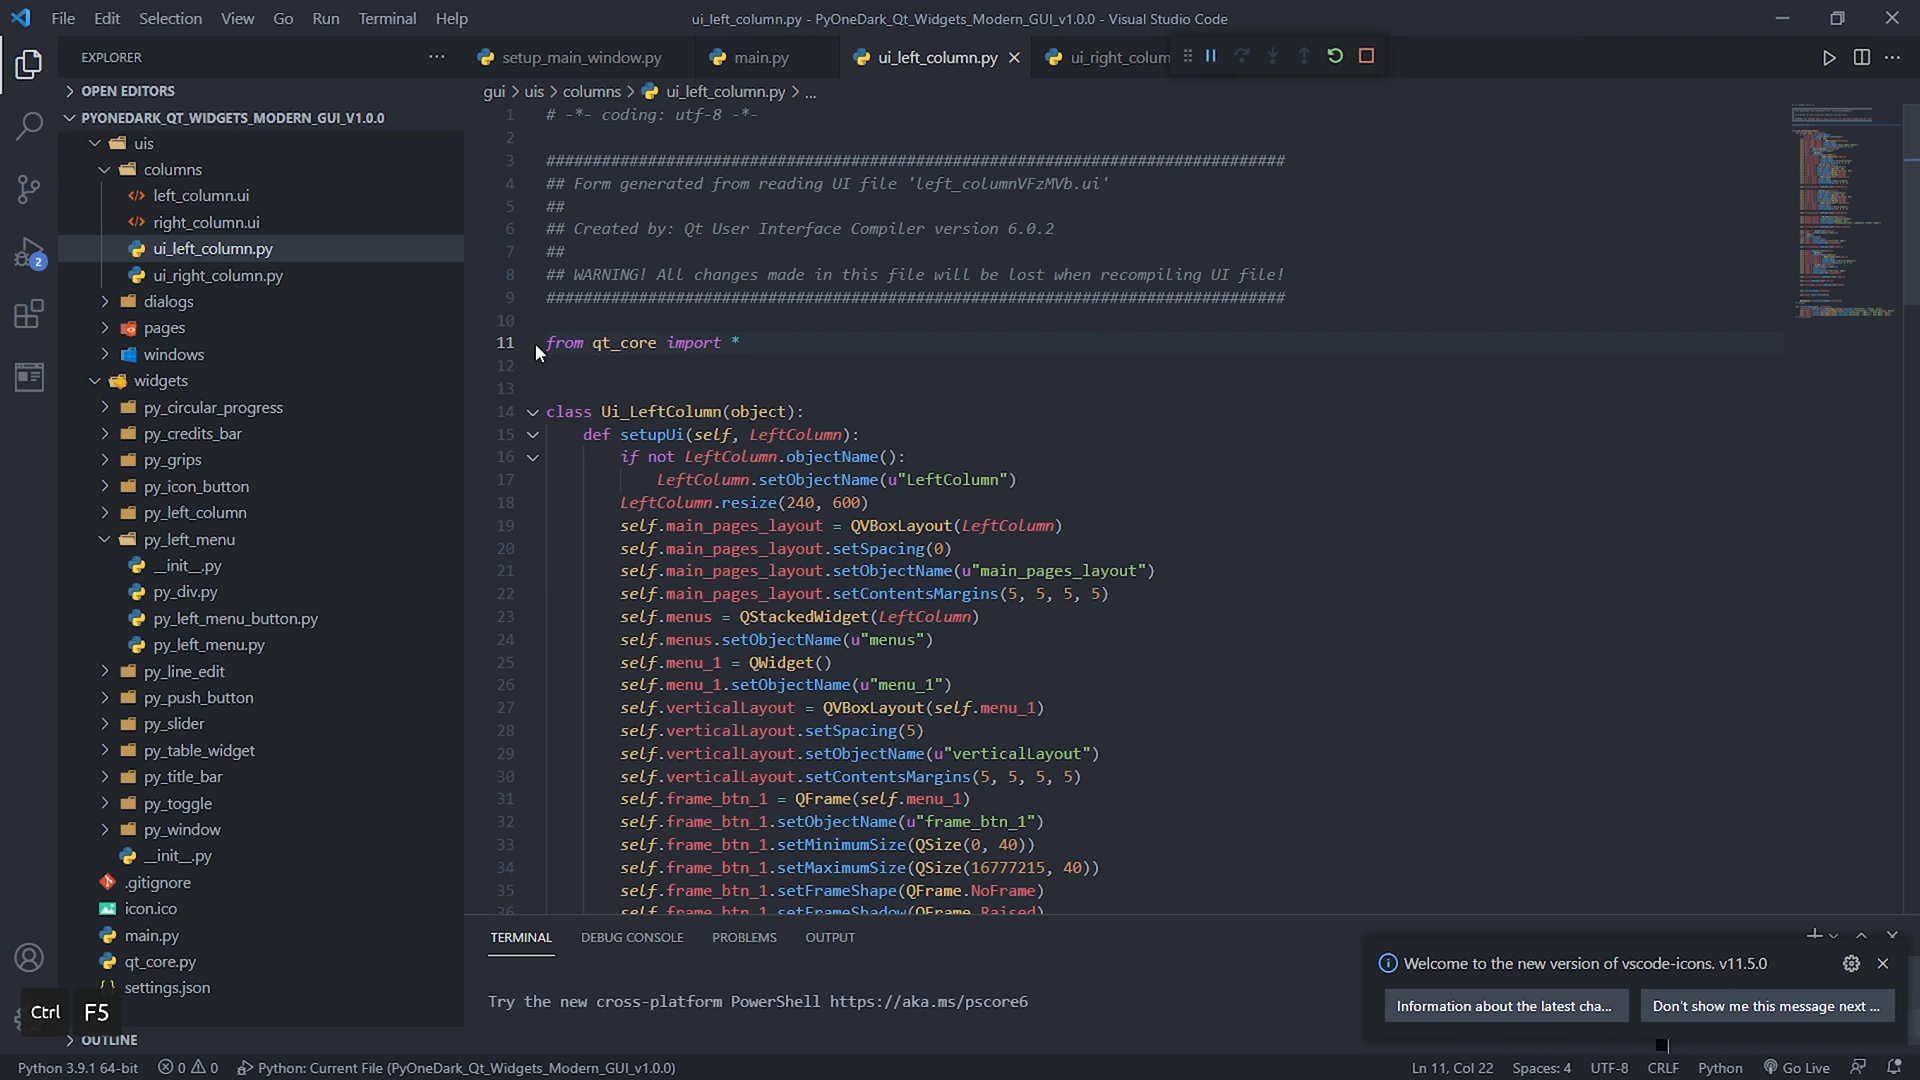 File Edit Selection View Go Run Terminal Help
ui_left_column.py - PyOneDark_Qt_Widgets_Modern_GUI_v1.0.0 - Visual Studio Code
EXPLORER
setup_main_window.py
main.py
ui_left_column.py
ui_right_colum
OPEN EDITORS
gui > uis > columns > ui_left_column.py > ...
PYONEDARK_QT_WIDGETS_MODERN_GUI_V1.0.0
uis
columns
left_column.ui
right_column.ui
ui_left_column.py
ui_right_column.py
dialogs
pages
windows
widgets
py_circular_progress
py_credits_bar
py_grips
py_icon_button
py_left_column
py_left_menu
__init__.py
py_div.py
py_left_menu_button.py
py_left_menu.py
py_line_edit
py_push_button
py_slider
py_table_widget
py_title_bar
py_toggle
py_window
__init__.py
.gitignore
icon.ico
main.py
qt_core.py
settings.json
OUTLINE
2
Ctrl F5
1 # -*- coding: utf-8 -*-
2
3 ################################################################################
4 ## Form generated from reading UI file 'left_columnVFzMVb.ui'
5 ##
6 ## Created by: Qt User Interface Compiler version 6.0.2
7 ##
8 ## WARNING! All changes made in this file will be lost when recompiling UI file!
9 ################################################################################
10
11 from qt_core import *
12
13
14 class Ui_LeftColumn(object):
15 def setupUi(self, LeftColumn):
16 if not LeftColumn.objectName():
17 LeftColumn.setObjectName(u"LeftColumn")
18 LeftColumn.resize(240, 600)
19 self.main_pages_layout = QVBoxLayout(LeftColumn)
20 self.main_pages_layout.setSpacing(0)
21 self.main_pages_layout.setObjectName(u"main_pages_layout")
22 self.main_pages_layout.setContentsMargins(5, 5, 5, 5)
23 self.menus = QStackedWidget(LeftColumn)
24 self.menus.setObjectName(u"menus")
25 self.menu_1 = QWidget()
26 self.menu_1.setObjectName(u"menu_1")
27 self.verticalLayout = QVBoxLayout(self.menu_1)
28 self.verticalLayout.setSpacing(5)
29 self.verticalLayout.setObjectName(u"verticalLayout")
30 self.verticalLayout.setContentsMargins(5, 5, 5, 5)
31 self.frame_btn_1 = QFrame(self.menu_1)
32 self.frame_btn_1.setObjectName(u"frame_btn_1")
33 self.frame_btn_1.setMinimumSize(QSize(0, 40))
34 self.frame_btn_1.setMaximumSize(QSize(16777215, 40))
35 self.frame_btn_1.setFrameShape(QFrame.NoFrame)
36 self.frame_btn_1.setFrameShadow(QFrame.Raised)
TERMINAL DEBUG CONSOLE PROBLEMS OUTPUT
Try the new cross-platform PowerShell https://aka.ms/pscore6
Welcome to the new version of vscode-icons. v11.5.0
Information about the latest cha...
Don't show me this message next ...
Python 3.9.1 64-bit 0 0 Python: Current File (PyOneDark_Qt_Widgets_Modern_GUI_v1.0.0)
Ln 11, Col 22 Spaces: 4 UTF-8 CRLF Python Go Live